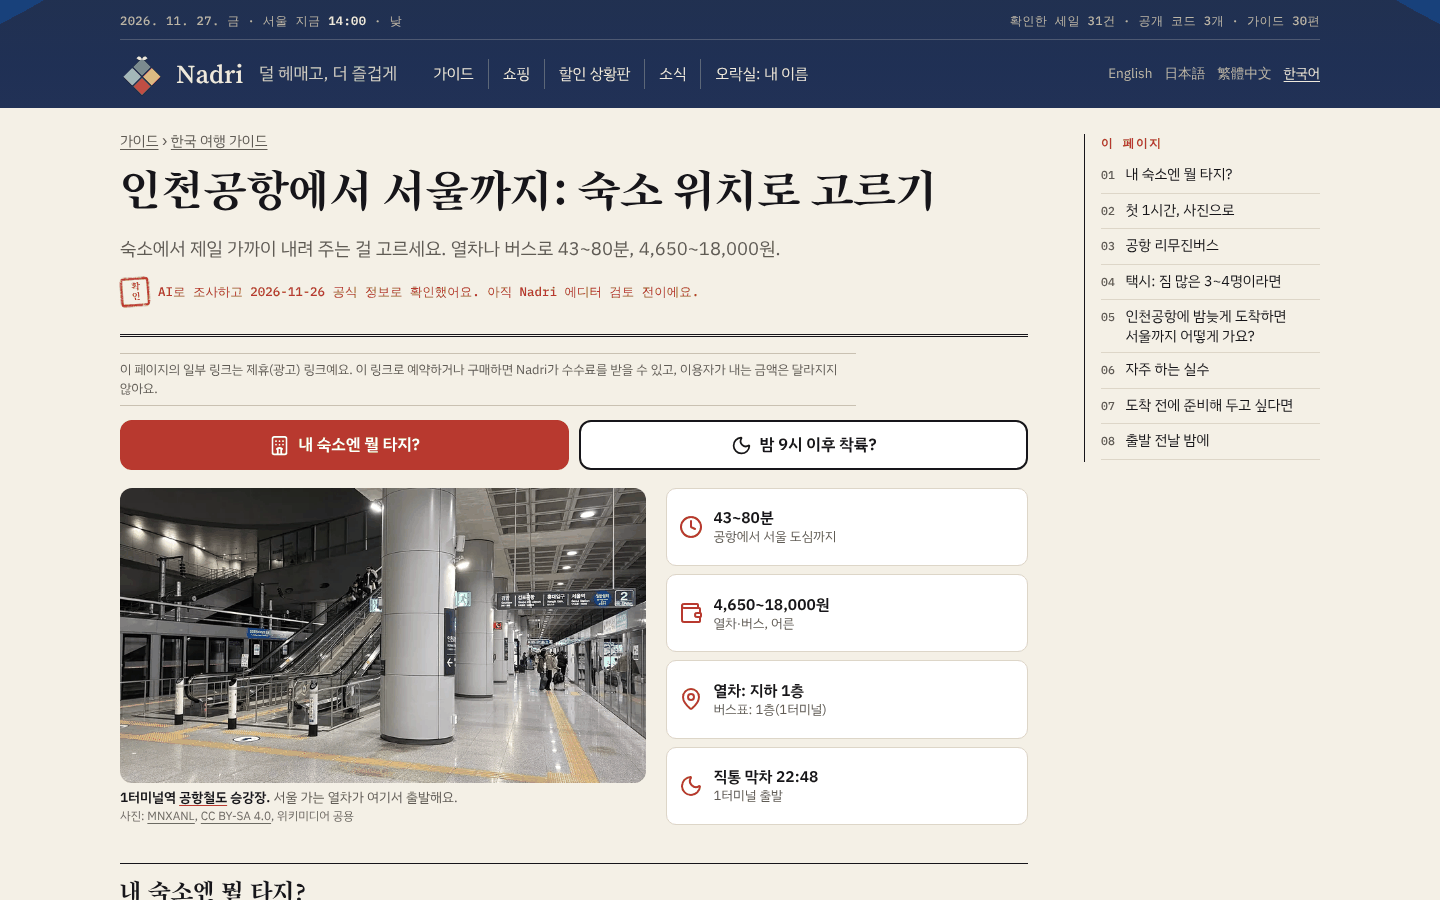 2026. 11. 27. 금 · 서울 지금 14:00 · 낮
확인한 세일 31건 · 공개 코드 3개 · 가이드 30편
Nadri 덜 헤매고, 더 즐겁게
가이드
쇼핑
할인 상황판
소식
오락실: 내 이름
English 日本語 繁體中文 한국어
가이드 › 한국 여행 가이드
인천공항에서 서울까지: 숙소 위치로 고르기
숙소에서 제일 가까이 내려 주는 걸 고르세요. 열차나 버스로 43~80분, 4,650~18,000원.
확인
AI로 조사하고 2026-11-26 공식 정보로 확인했어요. 아직 Nadri 에디터 검토 전이에요.
이 페이지의 일부 링크는 제휴(광고) 링크예요. 이 링크로 예약하거나 구매하면 Nadri가 수수료를 받을 수 있고, 이용자가 내는 금액은 달라지지
않아요.
내 숙소엔 뭘 타지?
밤 9시 이후 착륙?
2
43~80분
공항에서 서울 도심까지
4,650~18,000원
열차·버스, 어른
열차: 지하 1층
버스표: 1층(1터미널)
직통 막차 22:48
1터미널 출발
1터미널역 공항철도 승강장. 서울 가는 열차가 여기서 출발해요.
사진: MNXANL, CC BY-SA 4.0, 위키미디어 공용
내 숙소엔 뭘 타지?
이 페이지
01 내 숙소엔 뭘 타지?
02 첫 1시간, 사진으로
03 공항 리무진버스
04 택시: 짐 많은 3~4명이라면
05 인천공항에 밤늦게 도착하면
서울까지 어떻게 가요?
06 자주 하는 실수
07 도착 전에 준비해 두고 싶다면
08 출발 전날 밤에